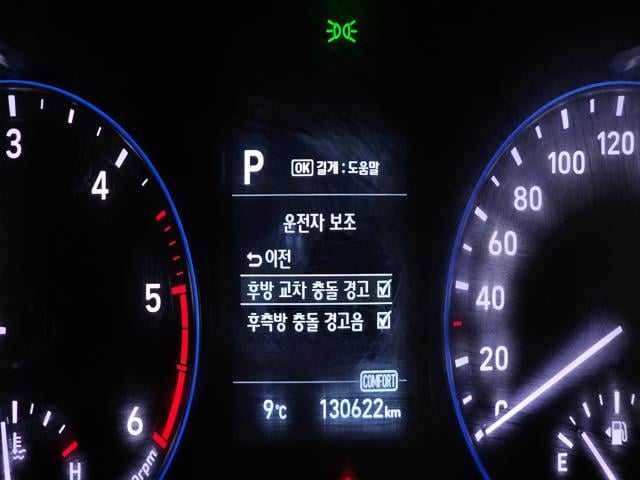 P OK 길게 : 도움말
운전자 보조
이전
후방 교차 충돌 경고
후측방 충돌 경고음
COMFORT
9℃ 130622km
3
4
5
6
H
rpm
120
100
80
60
40
20
0
E